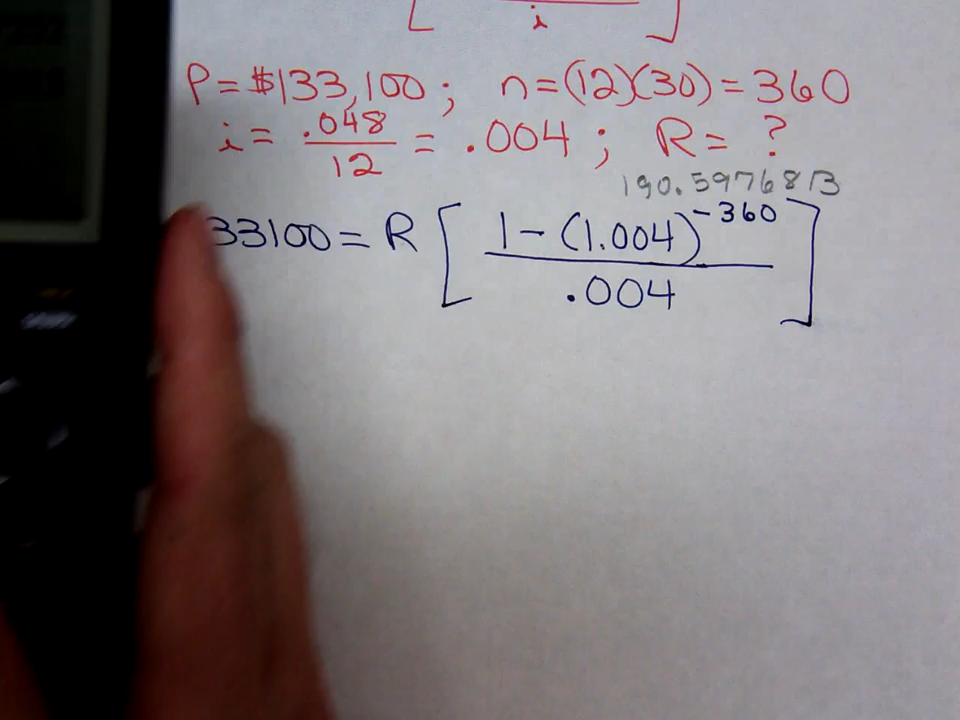 i
P = $133,100 ; n = (12)(30) = 360
i = .048/12 = .004 ; R = ?
190.5976813
33100 = R [ 1 - (1.004)^-360 / .004 ]